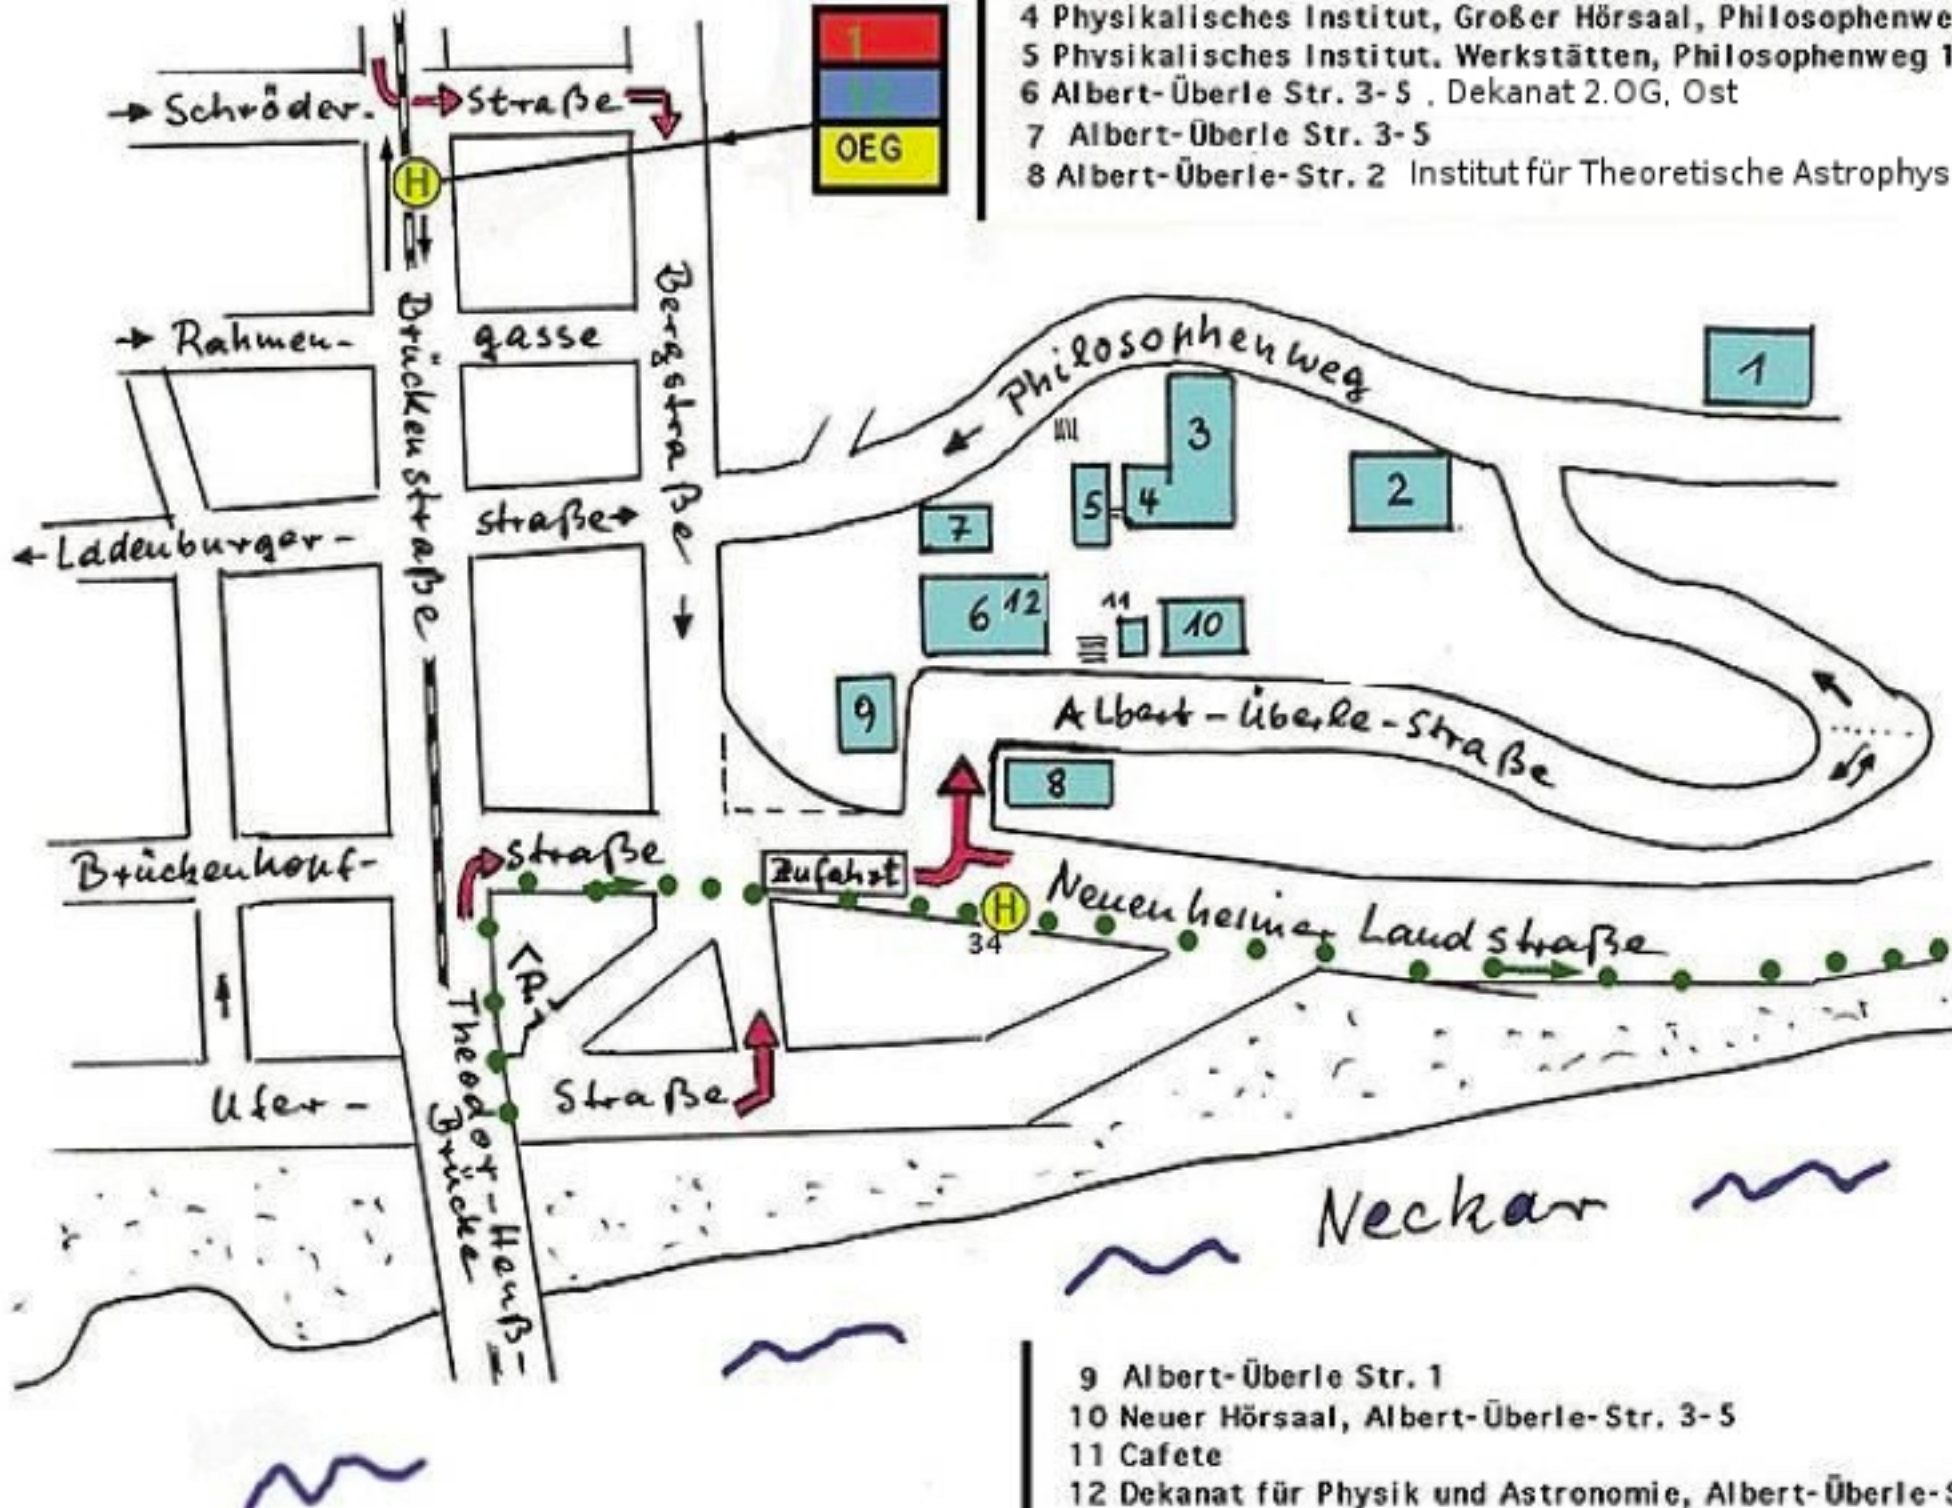 1
12
OEG
4 Physikalisches Institut, Großer Hörsaal, Philosophenwe
5 Physikalisches Institut. Werkstätten, Philosophenweg 1
6 Albert-Überle Str. 3-5 , Dekanat 2.OG, Ost
7 Albert-Überle Str. 3-5
8 Albert-Überle-Str. 2 Institut für Theoretische Astrophys
Schröder-
Straße
H
Brückenstraße
Bergstraße
Rahmen-
gasse
Philosophenweg
1
3
2
5
4
7
Ladenburger-
straße
6
12
11
10
9
Albert-Überle-Straße
8
Brückenkopf-
straße
Zufahrt
H
34
Neuenheimer Landstraße
Ufer-
Straße
Theodor-Heuß-
Brücke
Neckar
9 Albert-Überle Str. 1
10 Neuer Hörsaal, Albert-Überle-Str. 3-5
11 Cafete
12 Dekanat für Physik und Astronomie, Albert-Überle-S